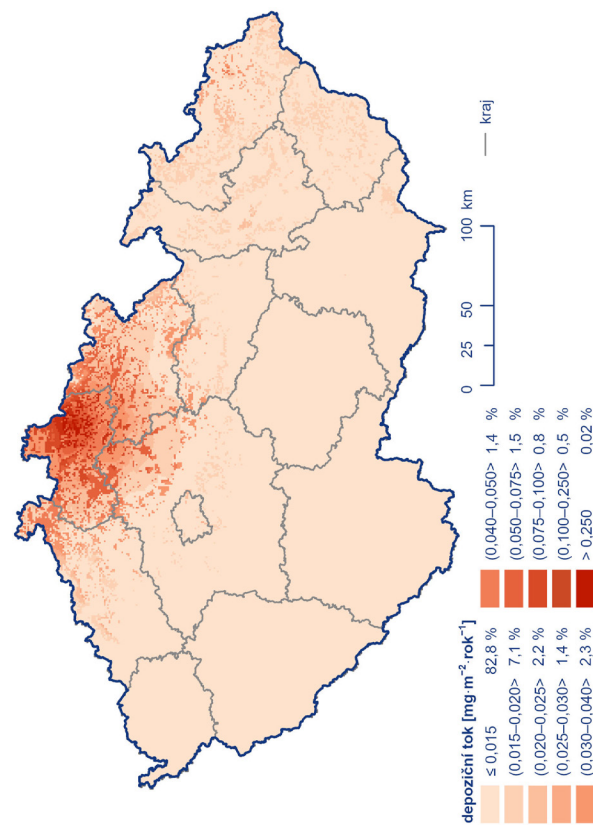 depoziční tok [mg·m⁻²·rok⁻¹]
≤ 0,015 82,8 %
(0,015–0,020> 7,1 %
(0,020–0,025> 2,2 %
(0,025–0,030> 1,4 %
(0,030–0,040> 2,3 %
(0,040–0,050> 1,4 %
(0,050–0,075> 1,5 %
(0,075–0,100> 0,8 %
(0,100–0,250> 0,5 %
> 0,250 0,02 %
0 25 50 100 km
kraj